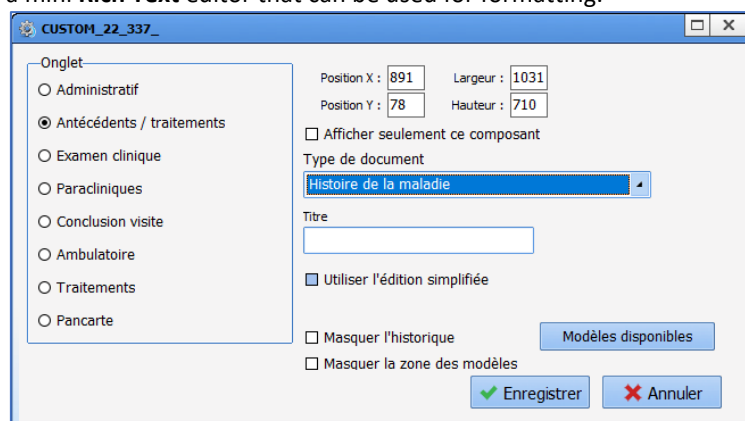 a mini Rich Text editor that can be used for formatting.
CUSTOM_22_337_
Onglet
Administratif
Antécédents / traitements
Examen clinique
Paracliniques
Conclusion visite
Ambulatoire
Traitements
Pancarte
Position X : 891 Largeur : 1031
Position Y : 78 Hauteur : 710
Afficher seulement ce composant
Type de document
Histoire de la maladie
Titre
Utiliser l'édition simplifiée
Masquer l'historique
Modèles disponibles
Masquer la zone des modèles
Enregistrer
Annuler